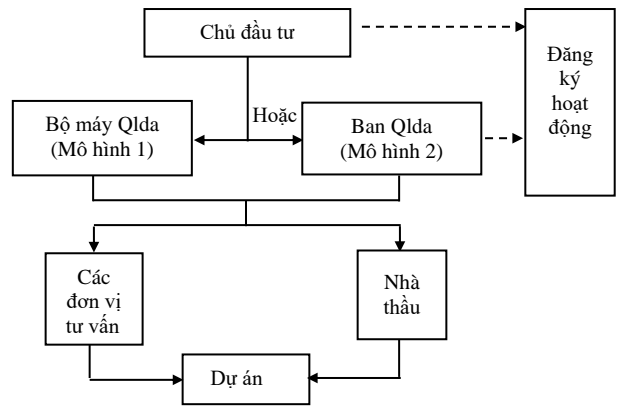 Chủ đầu tư
Đăng
ký
hoạt
động
Bộ máy Qlda
(Mô hình 1)
Hoặc
Ban Qlda
(Mô hình 2)
Các
đơn vị
tư vấn
Nhà
thầu
Dự án